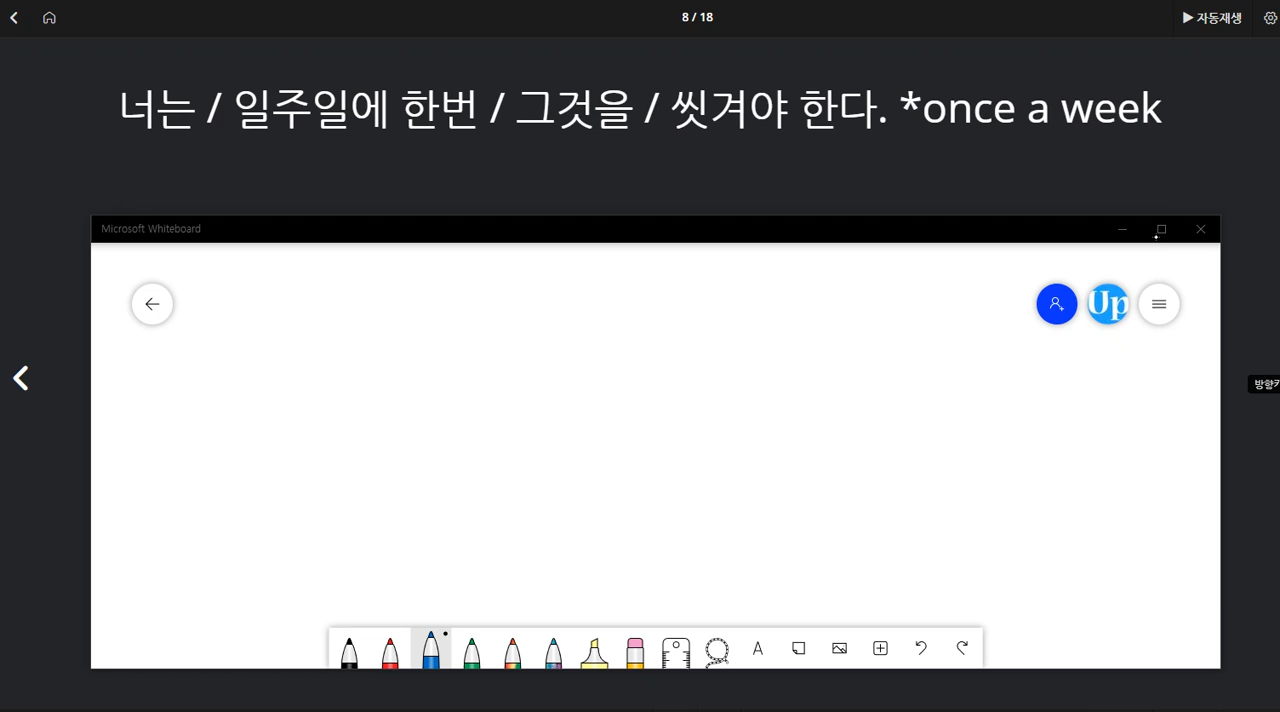 8 / 18
▶ 자동재생
너는 / 일주일에 한번 / 그것을 / 씻겨야 한다. *once a week
Microsoft Whiteboard
Up
방향키
A